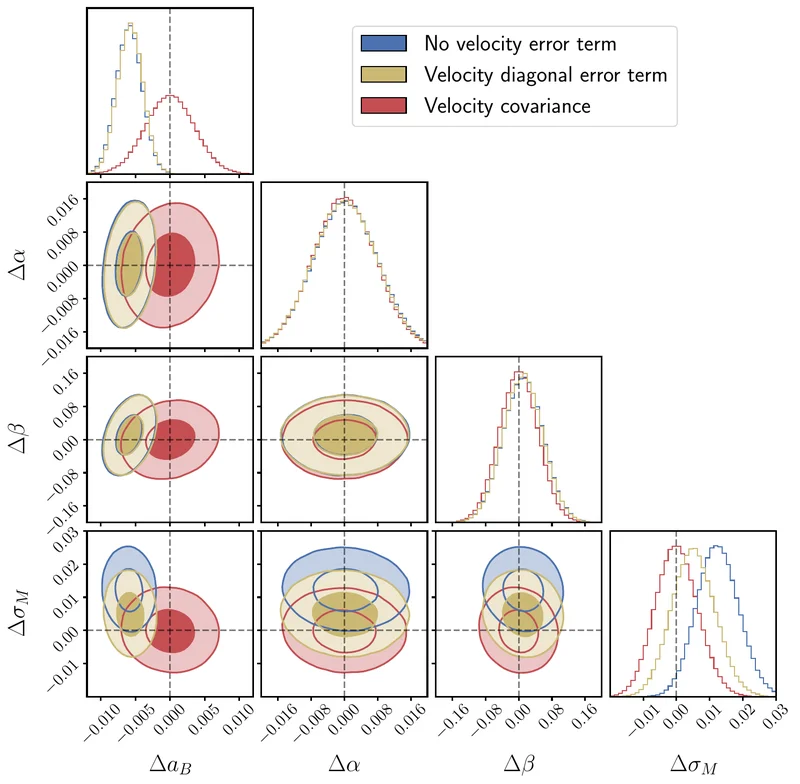 No velocity error term
Velocity diagonal error term
Velocity covariance
0.016
0.008
0.000
−0.008
−0.016
Δα
0.16
0.08
0.00
−0.08
−0.16
Δβ
0.03
0.02
0.01
0.00
−0.01
Δσ_M
−0.010 −0.005 0.000 0.005 0.010
−0.016 −0.008 0.000 0.008 0.016
−0.16 −0.08 0.00 0.08 0.16
−0.01 0.00 0.01 0.02 0.03
Δa_B Δα Δβ Δσ_M